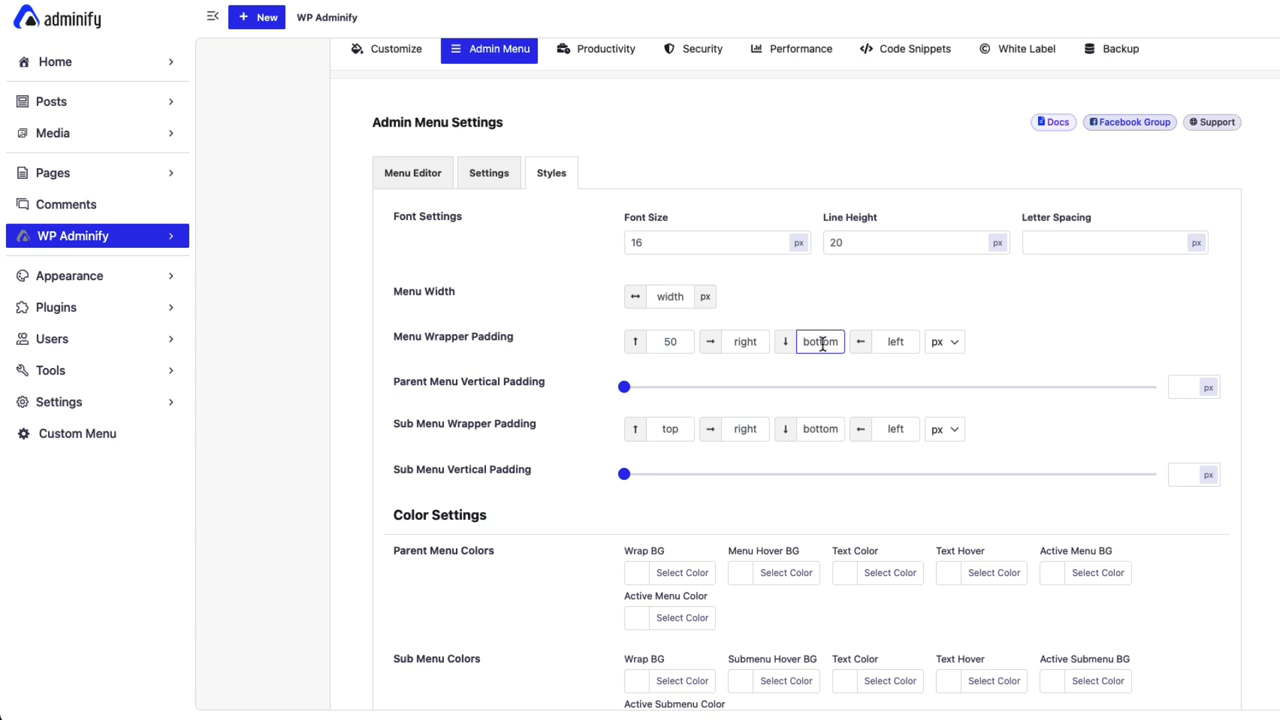 adminify
+ New
WP Adminify
Home
Posts
Media
Pages
Comments
WP Adminify
Appearance
Plugins
Users
Tools
Settings
Custom Menu
Customize
Admin Menu
Productivity
Security
Performance
Code Snippets
White Label
Backup
Admin Menu Settings
Docs
Facebook Group
Support
Menu Editor
Settings
Styles
Font Settings
Font Size
Line Height
Letter Spacing
16 px
20 px
px
Menu Width
width px
Menu Wrapper Padding
50 right bottom left px
Parent Menu Vertical Padding
px
Sub Menu Wrapper Padding
top right bottom left px
Sub Menu Vertical Padding
px
Color Settings
Parent Menu Colors
Wrap BG Menu Hover BG Text Color Text Hover Active Menu BG
Select Color Select Color Select Color Select Color Select Color
Active Menu Color
Select Color
Sub Menu Colors
Wrap BG Submenu Hover BG Text Color Text Hover Active Submenu BG
Select Color Select Color Select Color Select Color Select Color
Active Submenu Color